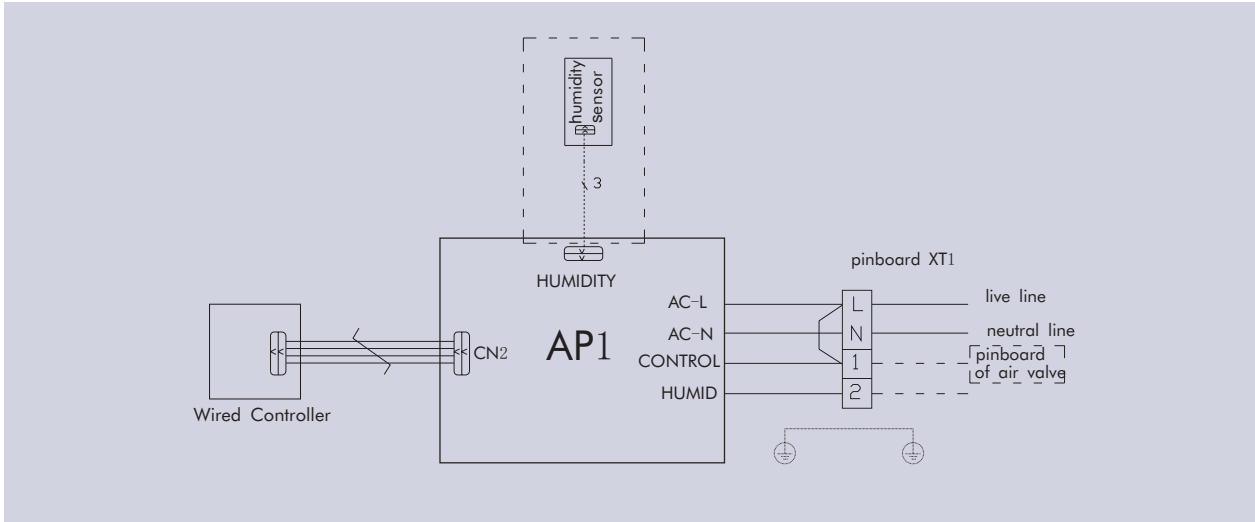 humidity
sensor
3
HUMIDITY
pinboard XT1
AC-L
L
live line
AC-N
N
neutral line
AP1
CN2
CONTROL
1
pinboard
of air valve
HUMID
2
Wired Controller